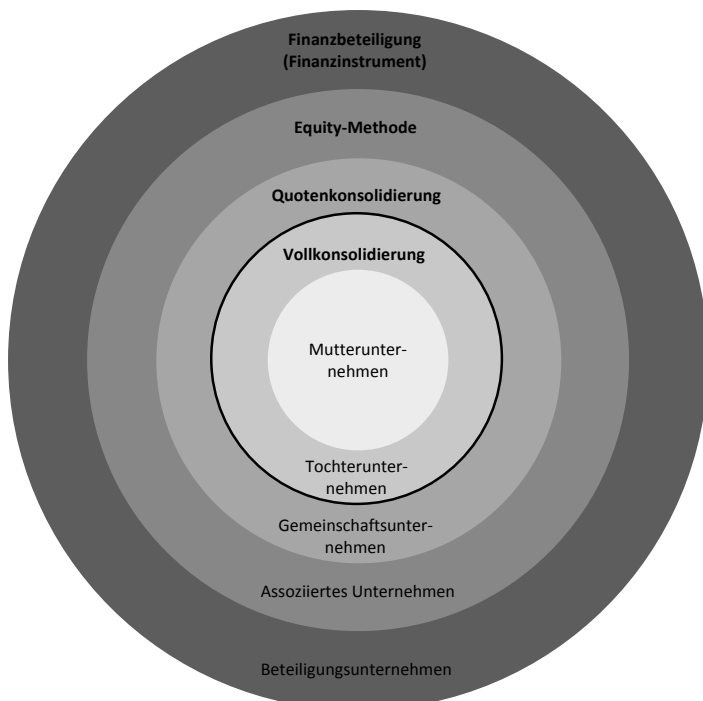 Finanzbeteiligung
(Finanzinstrument)
Equity-Methode
Quotenkonsolidierung
Vollkonsolidierung
Mutterunter-
nehmen
Tochterunter-
nehmen
Gemeinschaftsunter-
nehmen
Assoziiertes Unternehmen
Beteiligungsunternehmen